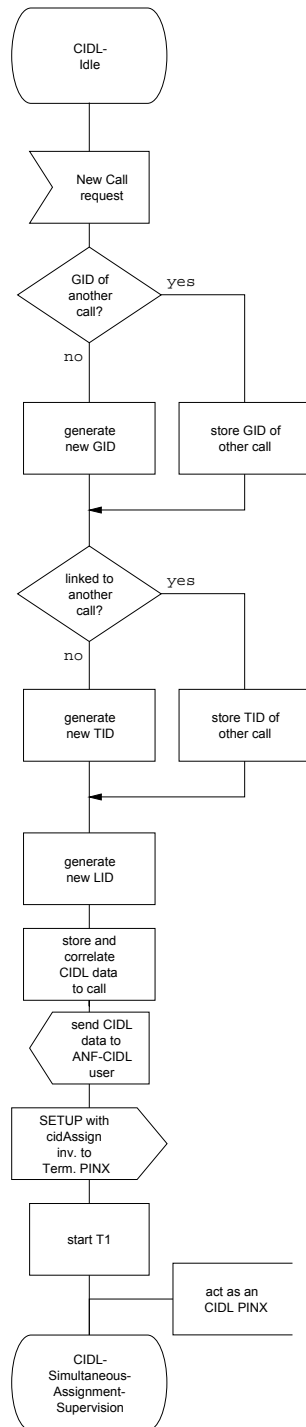 CIDL-
Idle
New Call
request
GID of
another
call?
yes
no
generate
new GID
store GID of
other call
linked to
another
call?
yes
no
generate
new TID
store TID of
other call
generate
new LID
store and
correlate
CIDL data
to call
send CIDL
data to
ANF-CIDL
user
SETUP with
cidAssign
inv. to
Term. PINX
start T1
act as an
CIDL PINX
CIDL-
Simultaneous-
Assignment-
Supervision